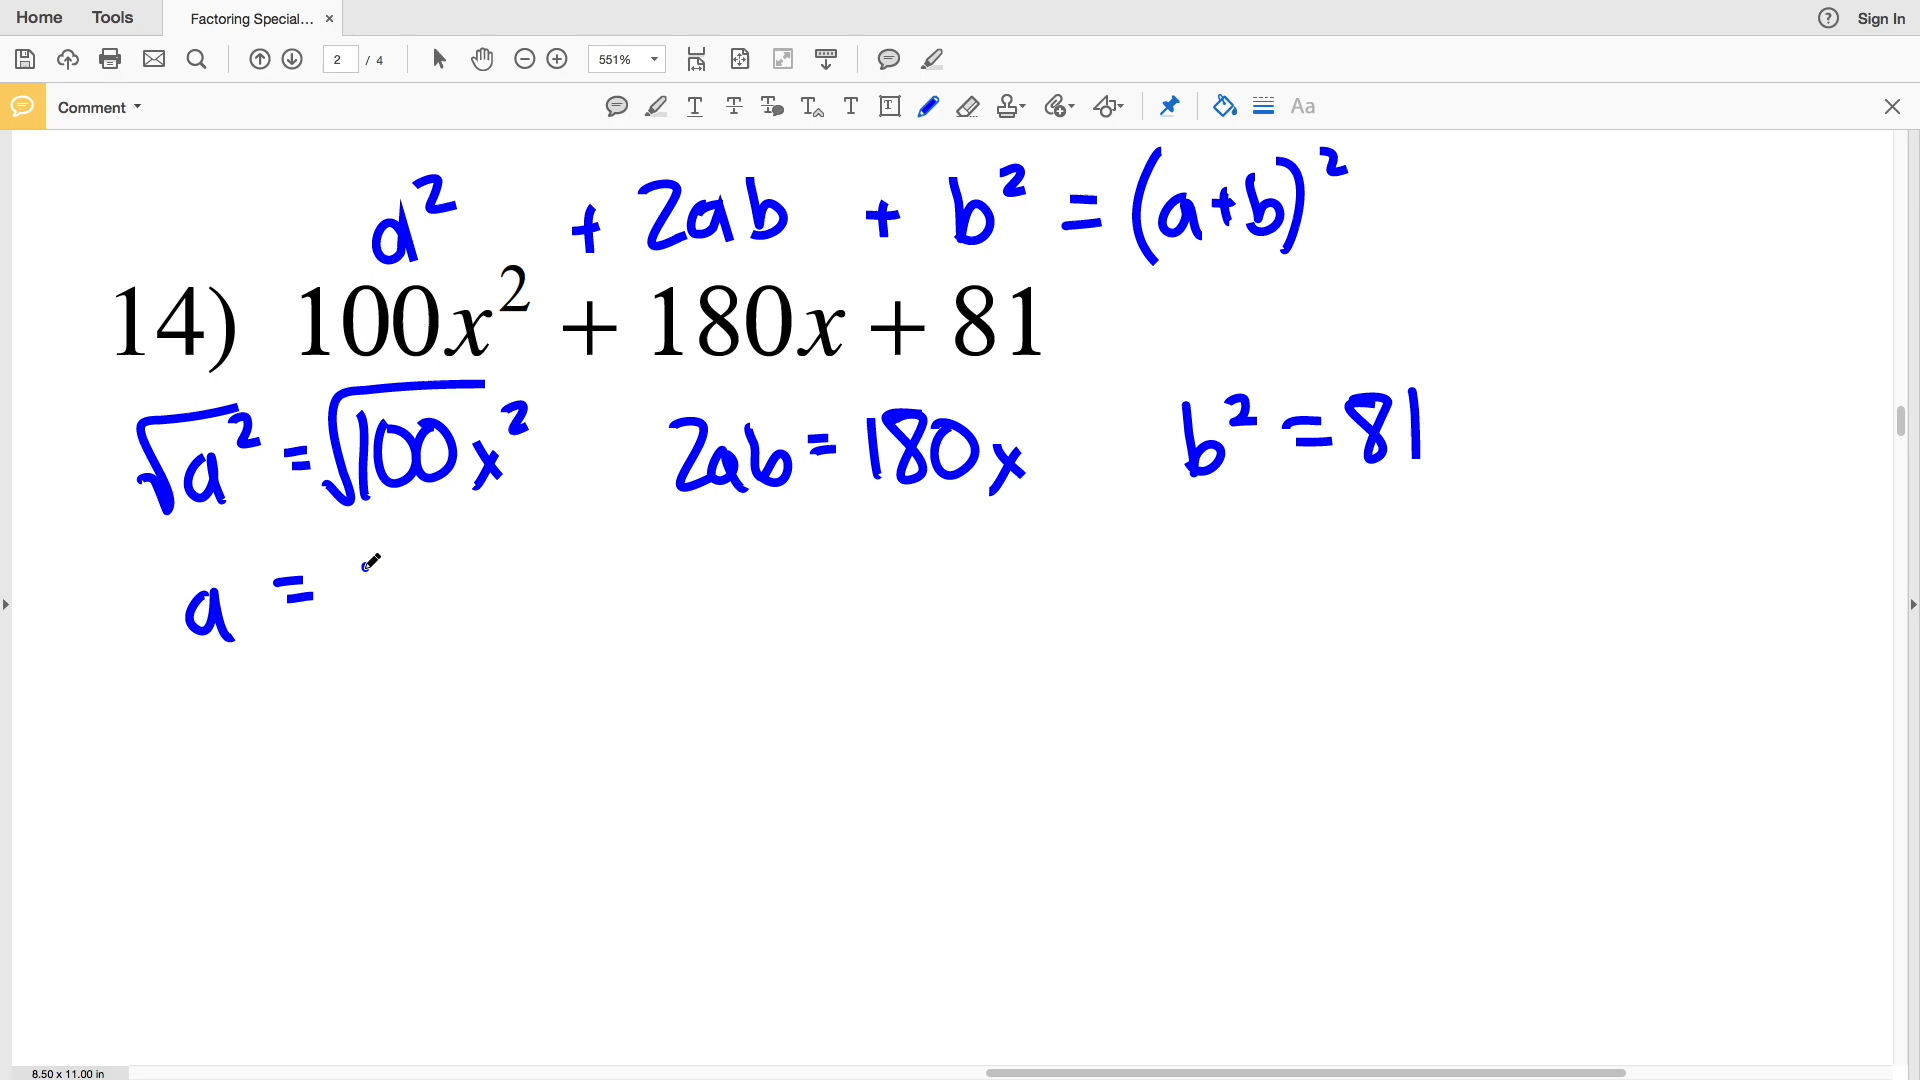 Home Tools Factoring Special... × ? Sign In
2 / 4 551%
Comment T T T T T T Aa
a² + 2ab + b² = (a+b)²
14) 100x² + 180x + 81
√a² = √100x² 2ab = 180x b² = 81
a =
8.50 x 11.00 in